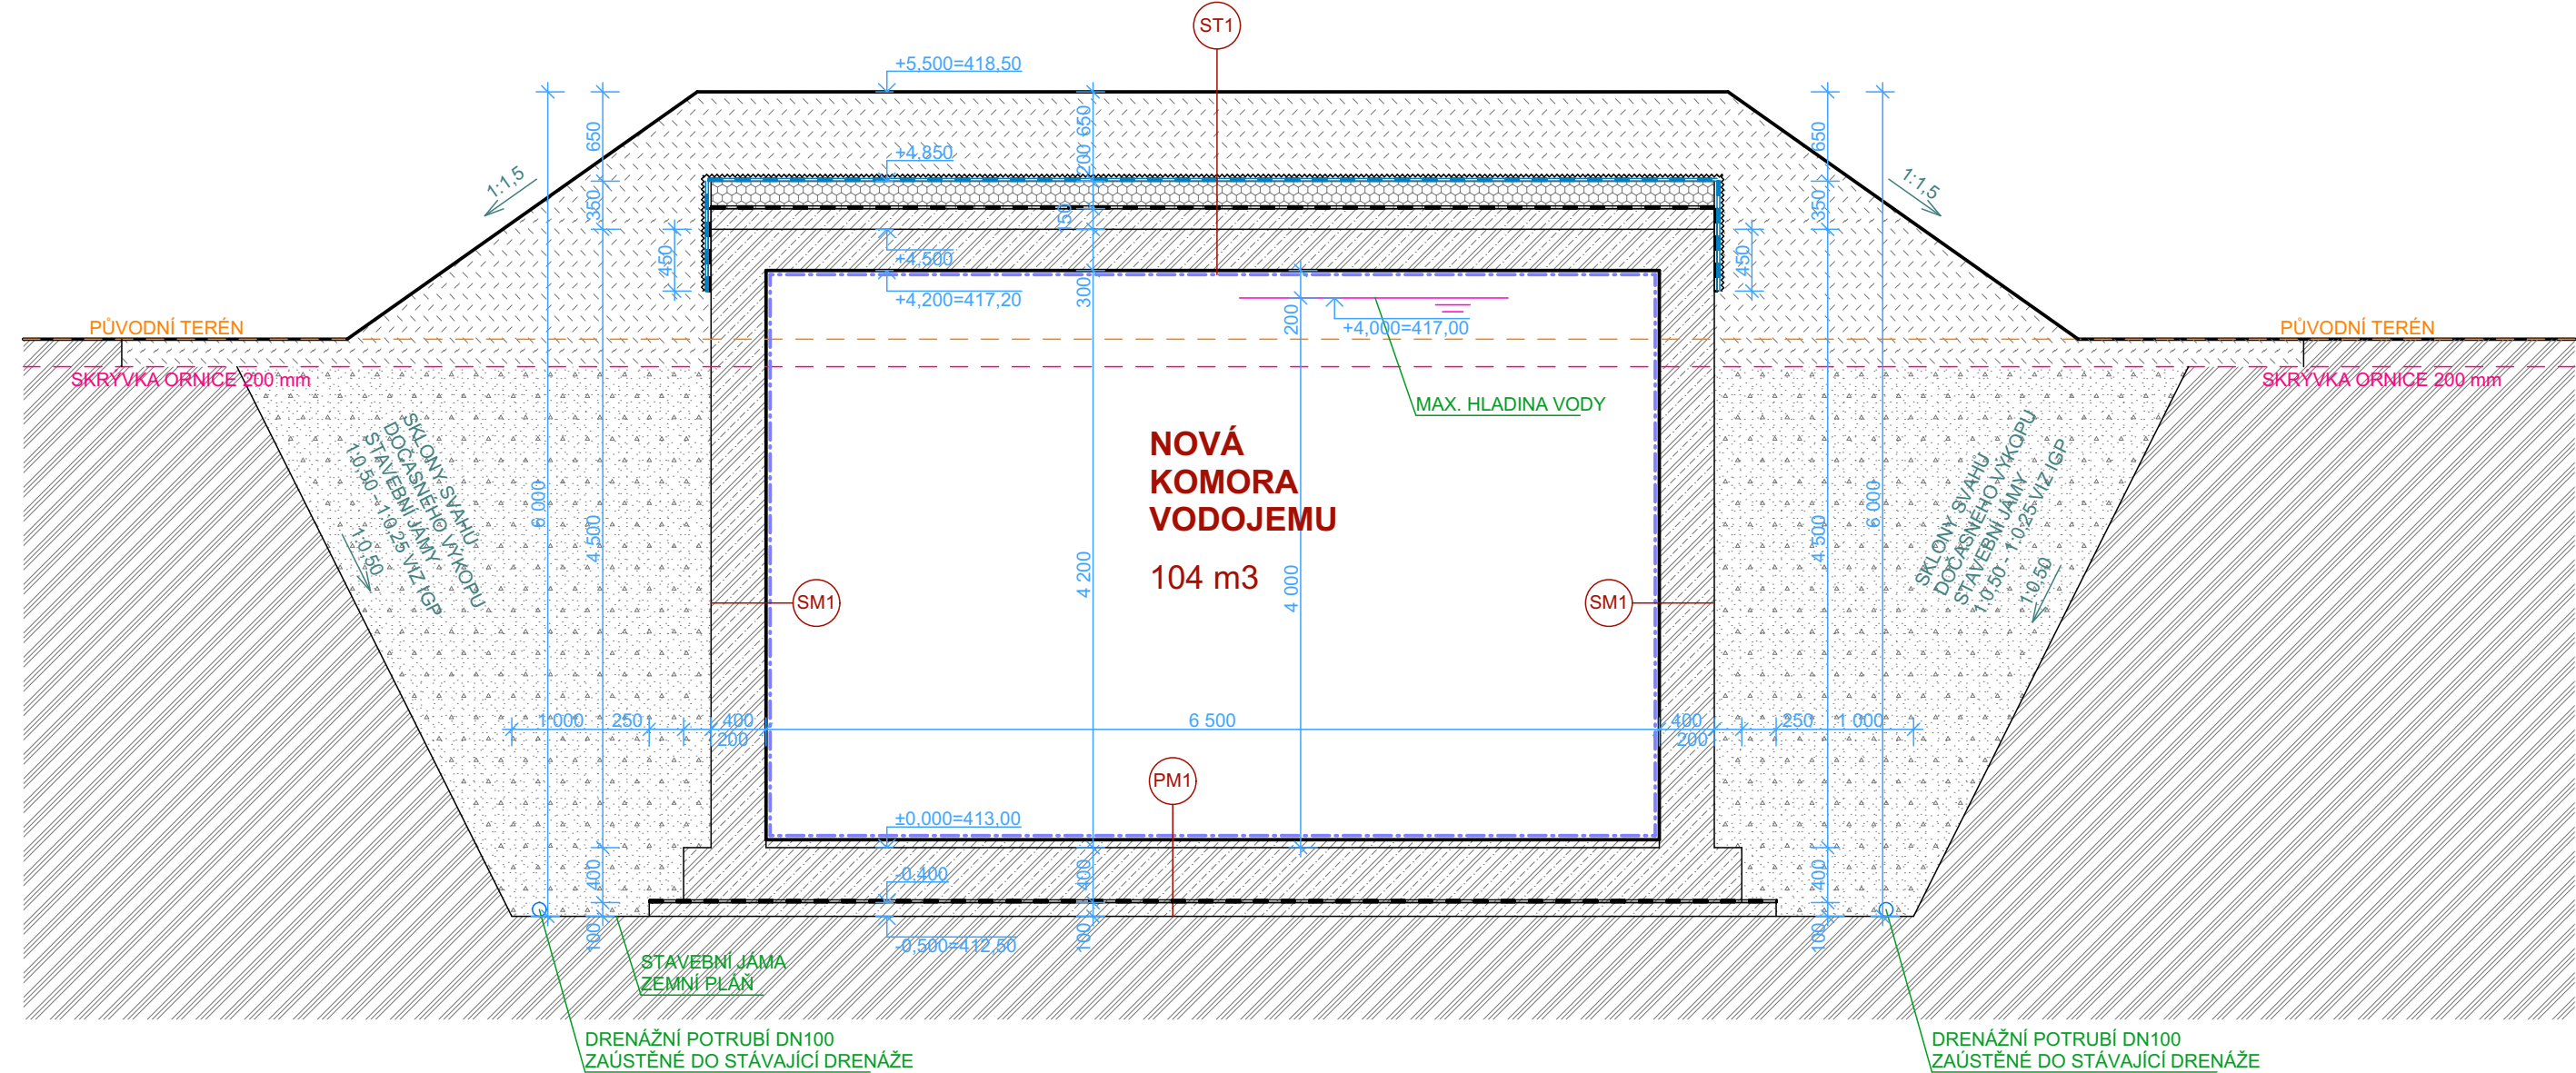 ST1
+5,500=418,50
650
650
650
200
+4,850
1:1,5
1:1,5
350
350
150
450
450
+4,500
+4,200=417,20
300
200
+4,000=417,00
PŮVODNÍ TERÉN
PŮVODNÍ TERÉN
SKRÝVKA ORNICE 200 mm
SKRÝVKA ORNICE 200 mm
MAX. HLADINA VODY
NOVÁ
KOMORA
VODOJEMU
104 m3
SKLONY SVAHŮ
DOČASNÉHO VÝKOPU
STAVEBNÍ JÁMY
1:0,50 - 1:0,25 VIZ IGP
1:0,50
SKLONY SVAHŮ
DOČASNÉHO VÝKOPU
STAVEBNÍ JÁMY
1:0,50 - 1:0,25 VIZ IGP
1:0,50
6 000
4 500
4 200
4 000
4 500
6 000
SM1
SM1
1 000
250
400
200
6 500
400
200
250
1 000
PM1
±0,000=413,00
-0,400
400
400
400
100
-0,500=412,50
100
100
STAVEBNÍ JÁMA
ZEMNÍ PLÁŇ
DRENÁŽNÍ POTRUBÍ DN100
ZAÚSTĚNÉ DO STÁVAJÍCÍ DRENÁŽE
DRENÁŽNÍ POTRUBÍ DN100
ZAÚSTĚNÉ DO STÁVAJÍCÍ DRENÁŽE